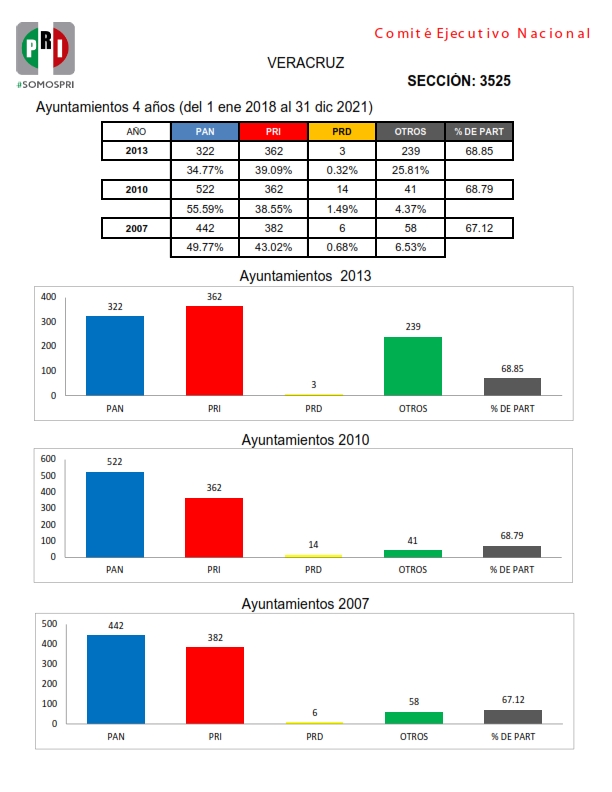 Comité Ejecutivo Nacional
PRI
#SOMOSPRI
VERACRUZ
SECCIÓN: 3525
Ayuntamientos 4 años (del 1 ene 2018 al 31 dic 2021)
AÑO PAN PRI PRD OTROS % DE PART
2013 322 362 3 239 68.85
34.77% 39.09% 0.32% 25.81%
2010 522 362 14 41 68.79
55.59% 38.55% 1.49% 4.37%
2007 442 382 6 58 67.12
49.77% 43.02% 0.68% 6.53%
Ayuntamientos 2013
400
300
200
100
0
322 362 3 239 68.85
PAN PRI PRD OTROS % DE PART
Ayuntamientos 2010
600
500
400
300
200
100
0
522 362 14 41 68.79
PAN PRI PRD OTROS % DE PART
Ayuntamientos 2007
500
400
300
200
100
0
442 382 6 58 67.12
PAN PRI PRD OTROS % DE PART